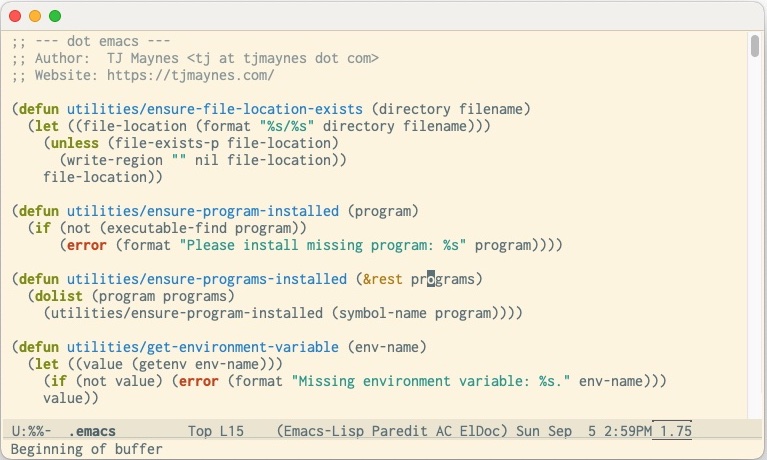 ;; --- dot emacs ---
;; Author:  TJ Maynes <tj at tjmaynes dot com>
;; Website: https://tjmaynes.com/

(defun utilities/ensure-file-location-exists (directory filename)
  (let ((file-location (format "%s/%s" directory filename)))
    (unless (file-exists-p file-location)
      (write-region "" nil file-location))
    file-location))

(defun utilities/ensure-program-installed (program)
  (if (not (executable-find program))
      (error (format "Please install missing program: %s" program))))

(defun utilities/ensure-programs-installed (&rest programs)
  (dolist (program programs)
    (utilities/ensure-program-installed (symbol-name program))))

(defun utilities/get-environment-variable (env-name)
  (let ((value (getenv env-name)))
    (if (not value) (error (format "Missing environment variable: %s." env-name)))
    value))

U:%%-  .emacs         Top L15    (Emacs-Lisp Paredit AC ElDoc) Sun Sep  5 2:59PM 1.75
Beginning of buffer